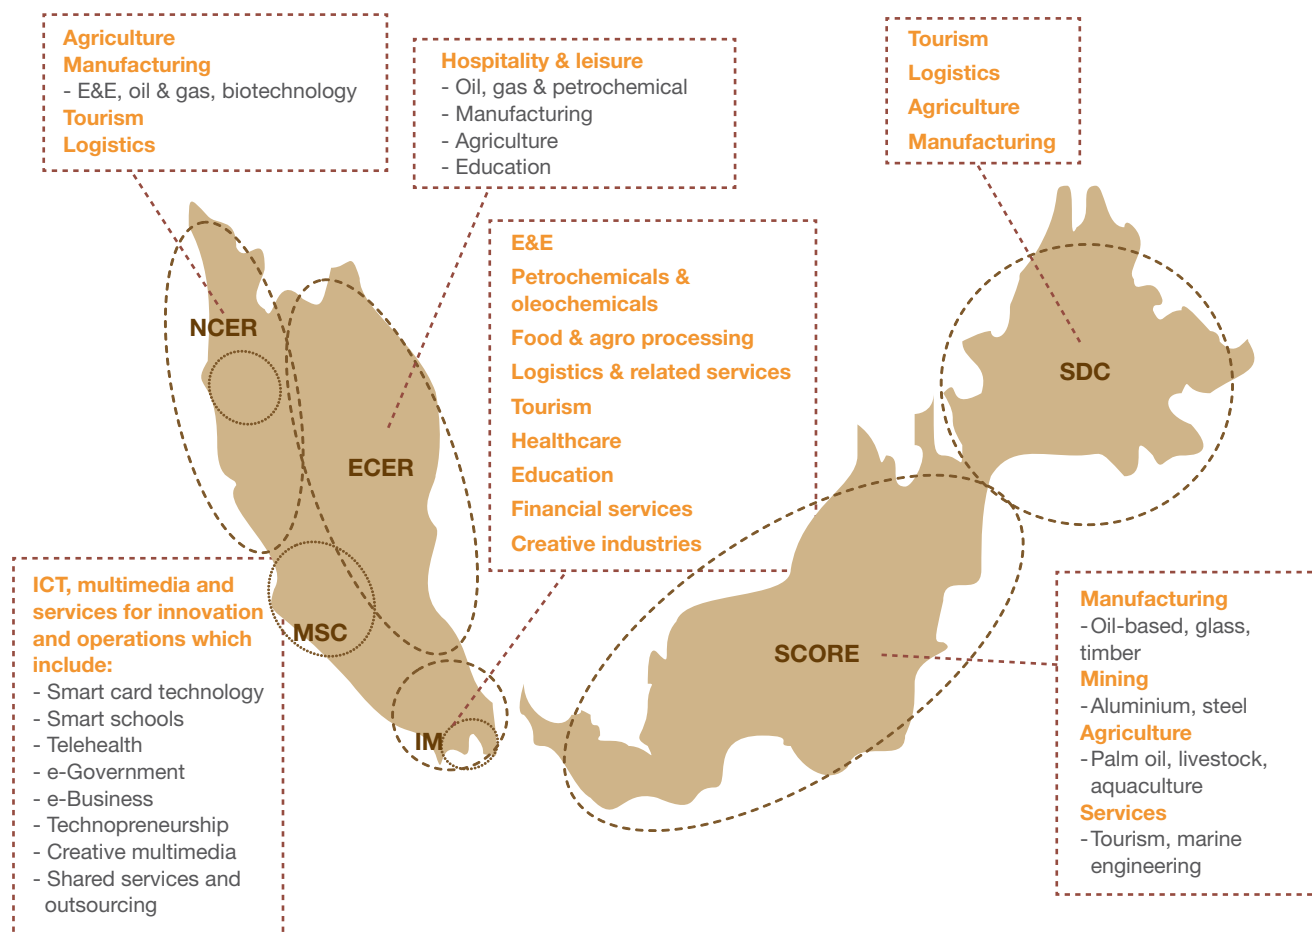 Agriculture
Manufacturing
- E&E, oil & gas, biotechnology
Tourism
Logistics
Hospitality & leisure
- Oil, gas & petrochemical
- Manufacturing
- Agriculture
- Education
Tourism
Logistics
Agriculture
Manufacturing
E&E
Petrochemicals &
oleochemicals
Food & agro processing
Logistics & related services
Tourism
Healthcare
Education
Financial services
Creative industries
NCER
ECER
MSC
IM
SDC
SCORE
ICT, multimedia and
services for innovation
and operations which
include:
- Smart card technology
- Smart schools
- Telehealth
- e-Government
- e-Business
- Technopreneurship
- Creative multimedia
- Shared services and
outsourcing
Manufacturing
-Oil-based, glass,
timber
Mining
-Aluminium, steel
Agriculture
-Palm oil, livestock,
aquaculture
Services
-Tourism, marine
engineering